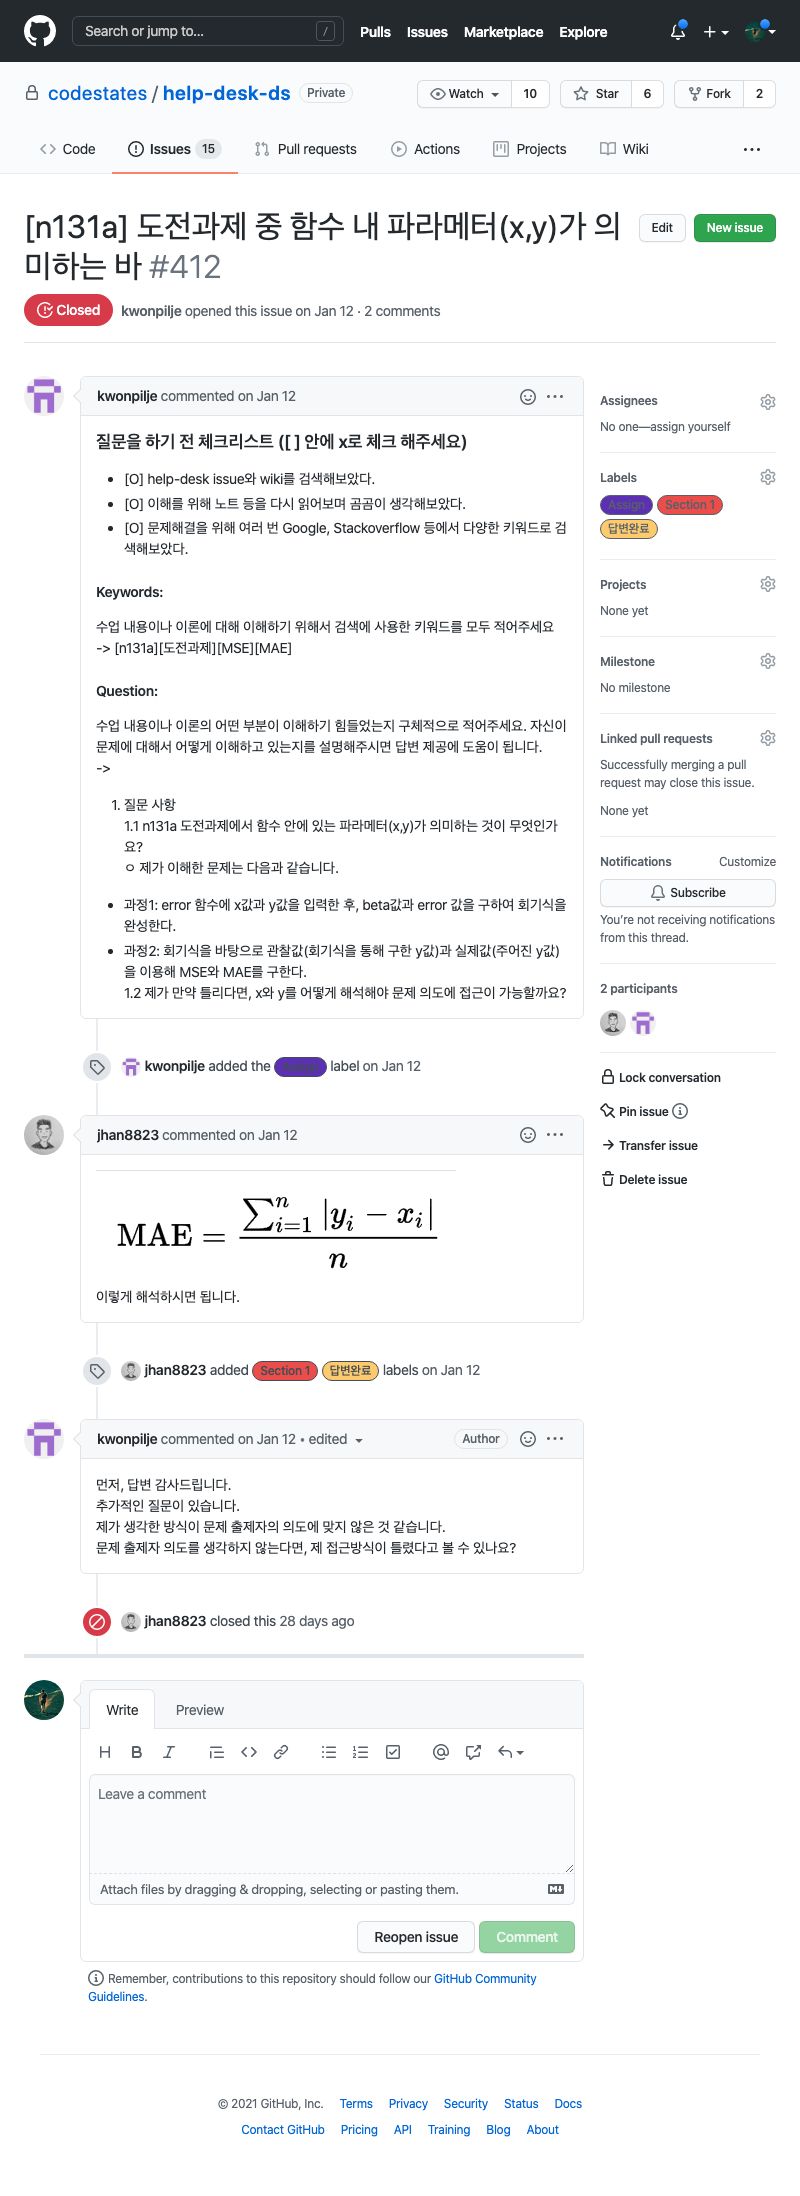 Search or jump to...
/
Pulls
Issues
Marketplace
Explore
codestates / help-desk-ds
Private
Watch
10
Star
6
Fork
2
Code
Issues 15
Pull requests
Actions
Projects
Wiki
...
[n131a] 도전과제 중 함수 내 파라메터(x,y)가 의
미하는 바 #412
Edit
New issue
Closed
kwonpilje opened this issue on Jan 12 · 2 comments
kwonpilje commented on Jan 12
질문을 하기 전 체크리스트 ([ ] 안에 x로 체크 해주세요)
• [O] help-desk issue와 wiki를 검색해보았다.
• [O] 이해를 위해 노트 등을 다시 읽어보며 곰곰이 생각해보았다.
• [O] 문제해결을 위해 여러 번 Google, Stackoverflow 등에서 다양한 키워드로 검
색해보았다.
Keywords:
수업 내용이나 이론에 대해 이해하기 위해서 검색에 사용한 키워드를 모두 적어주세요
-> [n131a][도전과제][MSE][MAE]
Question:
수업 내용이나 이론의 어떤 부분이 이해하기 힘들었는지 구체적으로 적어주세요. 자신이
문제에 대해서 어떻게 이해하고 있는지를 설명해주시면 답변 제공에 도움이 됩니다.
->
1. 질문 사항
1.1 n131a 도전과제에서 함수 안에 있는 파라메터(x,y)가 의미하는 것이 무엇인가
요?
ㅇ 제가 이해한 문제는 다음과 같습니다.
• 과정1: error 함수에 x값과 y값을 입력한 후, beta값과 error 값을 구하여 회기식을
완성한다.
• 과정2: 회기식을 바탕으로 관찰값(회기식을 통해 구한 y값)과 실제값(주어진 y값)
을 이용해 MSE와 MAE를 구한다.
1.2 제가 만약 틀리다면, x와 y를 어떻게 해석해야 문제 의도에 접근이 가능할까요?
kwonpilje added the Assign label on Jan 12
jhan8823 commented on Jan 12
MAE = \frac{\sum_{i=1}^{n} |y_i - x_i|}{n}
이렇게 해석하시면 됩니다.
jhan8823 added Section 1 답변완료 labels on Jan 12
kwonpilje commented on Jan 12 • edited
Author
먼저, 답변 감사드립니다.
추가적인 질문이 있습니다.
제가 생각한 방식이 문제 출제자의 의도에 맞지 않은 것 같습니다.
문제 출제자 의도를 생각하지 않는다면, 제 접근방식이 틀렸다고 볼 수 있나요?
jhan8823 closed this 28 days ago
Write
Preview
H B I
Leave a comment
Attach files by dragging & dropping, selecting or pasting them.
Reopen issue
Comment
Remember, contributions to this repository should follow our GitHub Community
Guidelines.
Assignees
No one—assign yourself
Labels
Assign
Section 1
답변완료
Projects
None yet
Milestone
No milestone
Linked pull requests
Successfully merging a pull
request may close this issue.
None yet
Notifications
Customize
Subscribe
You're not receiving notifications
from this thread.
2 participants
Lock conversation
Pin issue
Transfer issue
Delete issue
© 2021 GitHub, Inc.
Terms
Privacy
Security
Status
Docs
Contact GitHub
Pricing
API
Training
Blog
About